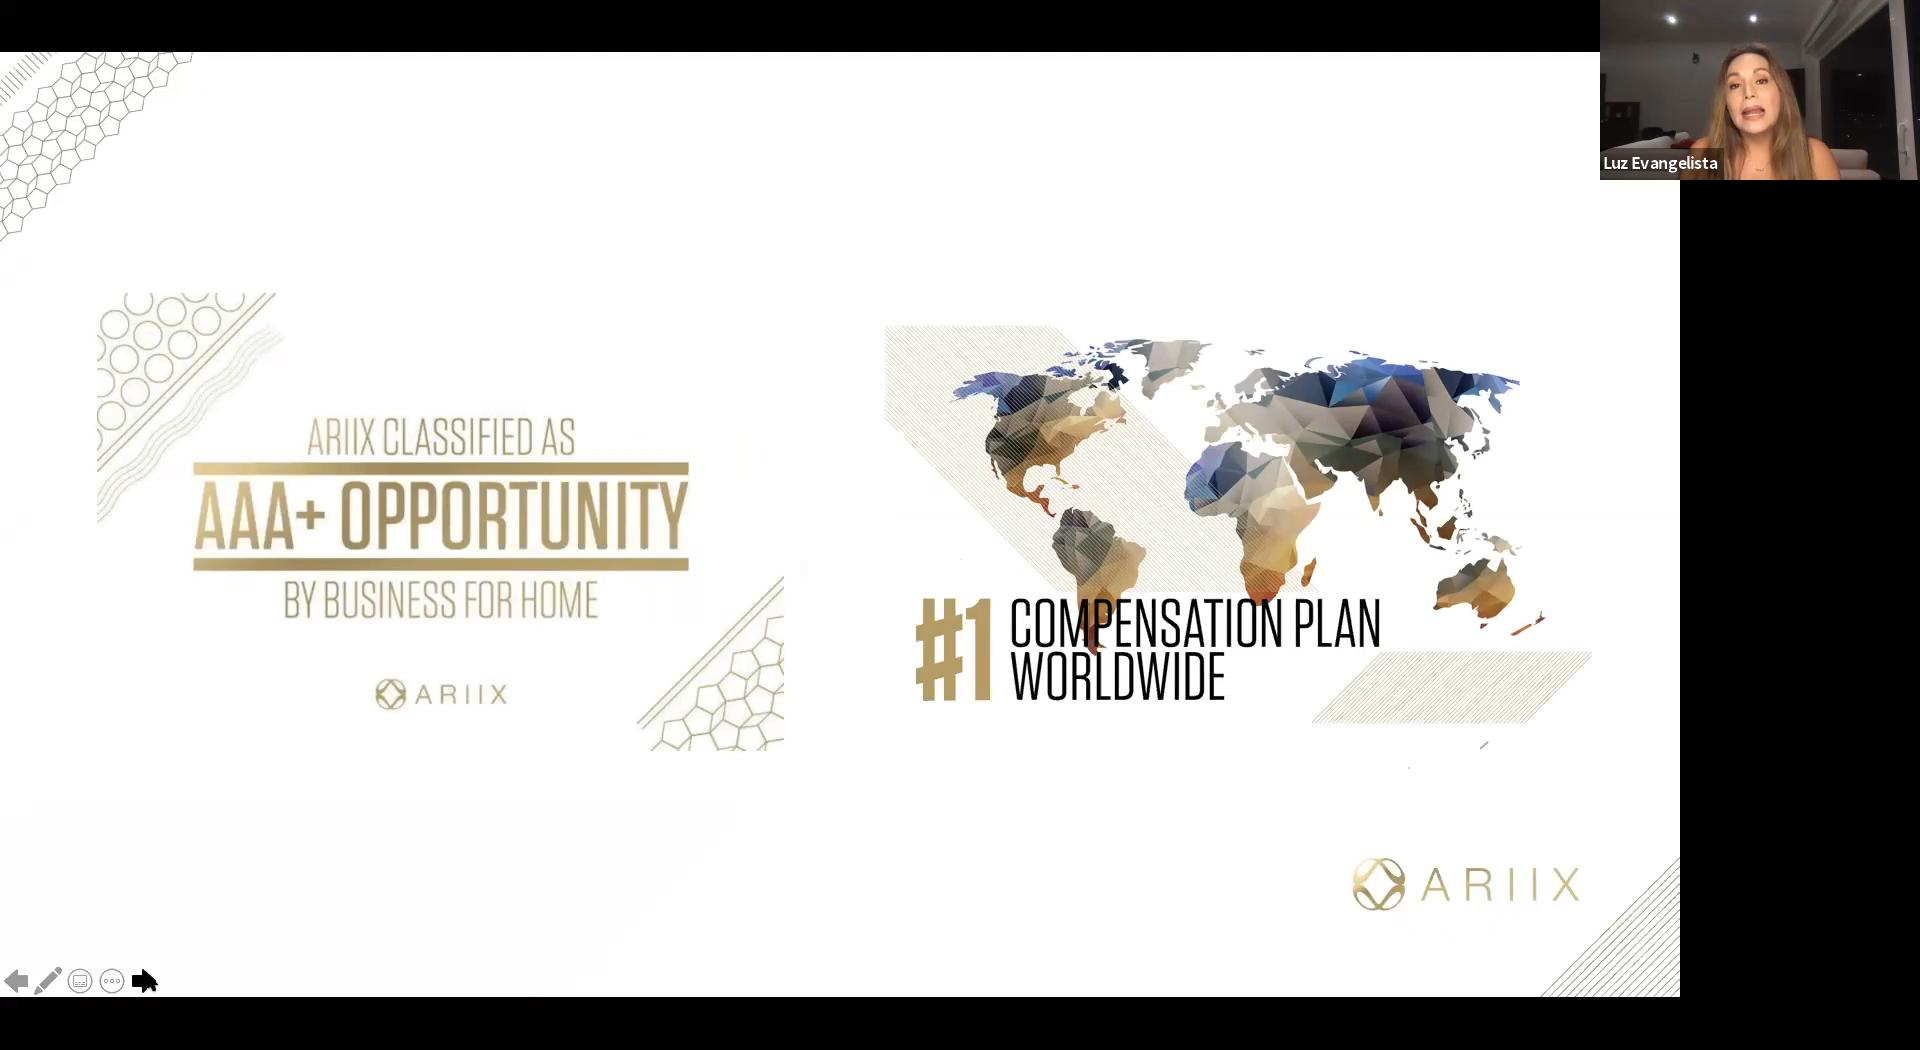 Luz Evangelista
ARIIX CLASSIFIED AS
AAA+ OPPORTUNITY
BY BUSINESS FOR HOME
ARIIX
#1 COMPENSATION PLAN
WORLDWIDE
ARIIX